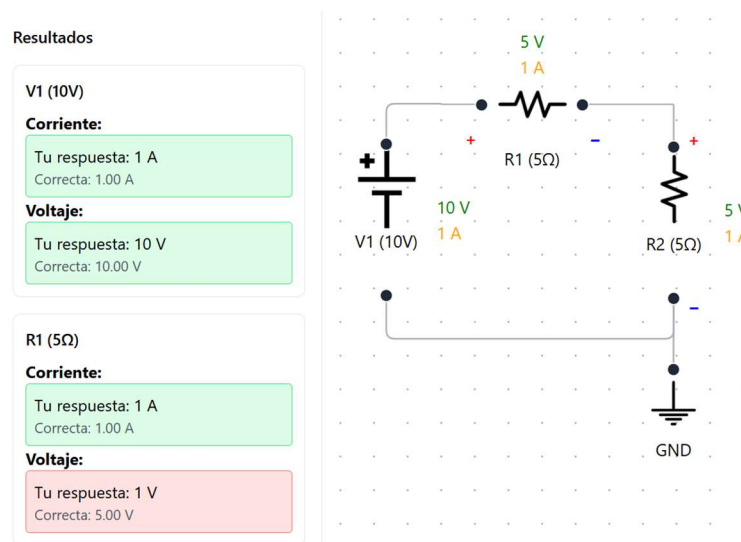 Resultados
V1 (10V)
Corriente:
Tu respuesta: 1 A
Correcta: 1.00 A
Voltaje:
Tu respuesta: 10 V
Correcta: 10.00 V
R1 (5Ω)
Corriente:
Tu respuesta: 1 A
Correcta: 1.00 A
Voltaje:
Tu respuesta: 1 V
Correcta: 5.00 V
5 V
1 A
+
−
R1 (5Ω)
+
+
10 V
1 A
V1 (10V)
5 V
1 A
R2 (5Ω)
−
GND